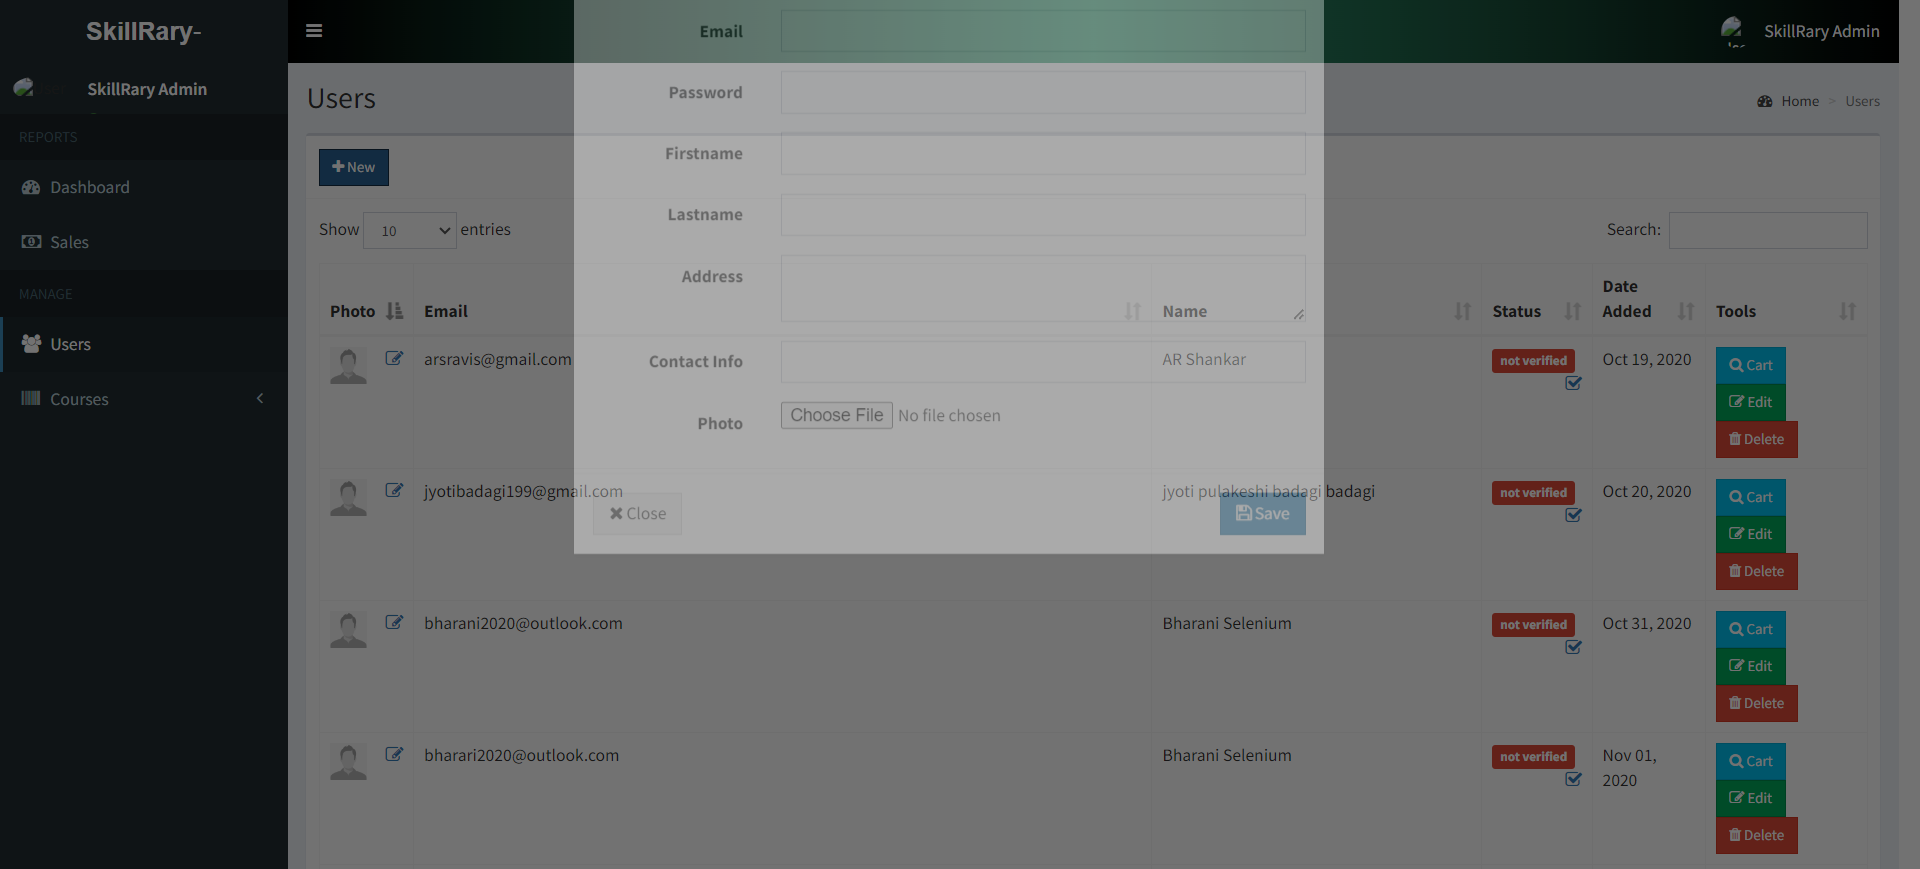 SkillRary-
SkillRary Admin
SkillRary Admin
REPORTS
Dashboard
Sales
MANAGE
Users
Courses
Users
Home > Users
New
Show 10 entries
Search:
Photo Email Name Status Date Added Tools
arsravis@gmail.com AR Shankar not verified Oct 19, 2020
Cart
Edit
Delete
jyotibadagi199@gmail.com jyoti pulakeshi badagi badagi not verified Oct 20, 2020
Cart
Edit
Delete
bharani2020@outlook.com Bharani Selenium not verified Oct 31, 2020
Cart
Edit
Delete
bharari2020@outlook.com Bharani Selenium not verified Nov 01, 2020
Cart
Edit
Delete
Email
Password
Firstname
Lastname
Address
Contact Info
Photo Choose File No file chosen
Close Save